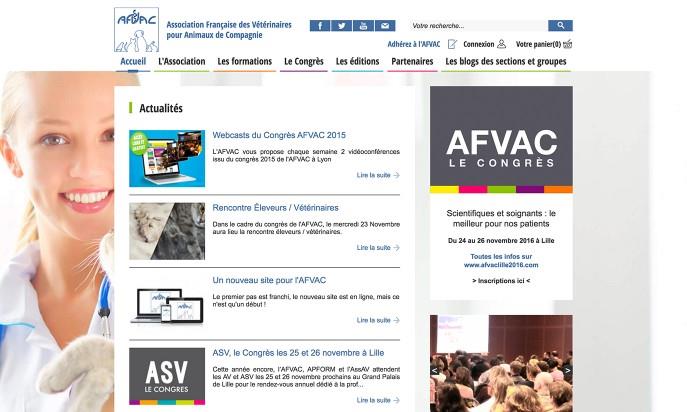 AFVAC
Association Française des Vétérinaires
pour Animaux de Compagnie
Votre recherche...
Adhérez à l'AFVAC Connexion Votre panier(0)
Accueil L'Association Les formations Le Congrès Les éditions Partenaires Les blogs des sections et groupes
Actualités
Webcasts du Congrès AFVAC 2015
L'AFVAC vous propose chaque semaine 2 vidéoconférences
issu du congrès 2015 de l'AFVAC à Lyon
Lire la suite
Rencontre Éleveurs / Vétérinaires
Dans le cadre du congrès de l'AFVAC, le mercredi 23 Novembre
aura lieu la rencontre éleveurs / vétérinaires.
Lire la suite
Un nouveau site pour l'AFVAC
Le premier pas est franchi, le nouveau site est en ligne, mais ce
n'est qu'un début !
Lire la suite
ASV
LE CONGRES
ASV, le Congrès les 25 et 26 novembre à Lille
Cette année encore, l'AFVAC, APFORM et l'AssAV attendent
les AV et ASV les 25 et 26 novembre prochains au Grand Palais
de Lille pour le rendez-vous annuel dédié à la prof...
Lire la suite
AFVAC
LE CONGRÈS
Scientifiques et soignants : le
meilleur pour nos patients
Du 24 au 26 novembre 2016 à Lille
Toutes les infos sur
www.afvaclille2016.com
> Inscriptions ici <
< >